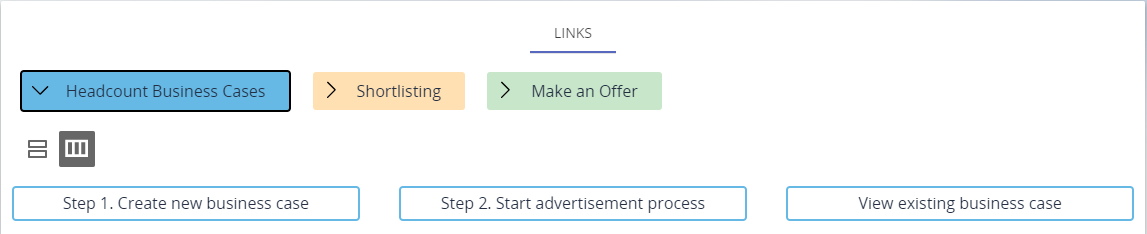 LINKS
Headcount Business Cases Shortlisting Make an Offer
Step 1. Create new business case Step 2. Start advertisement process View existing business case